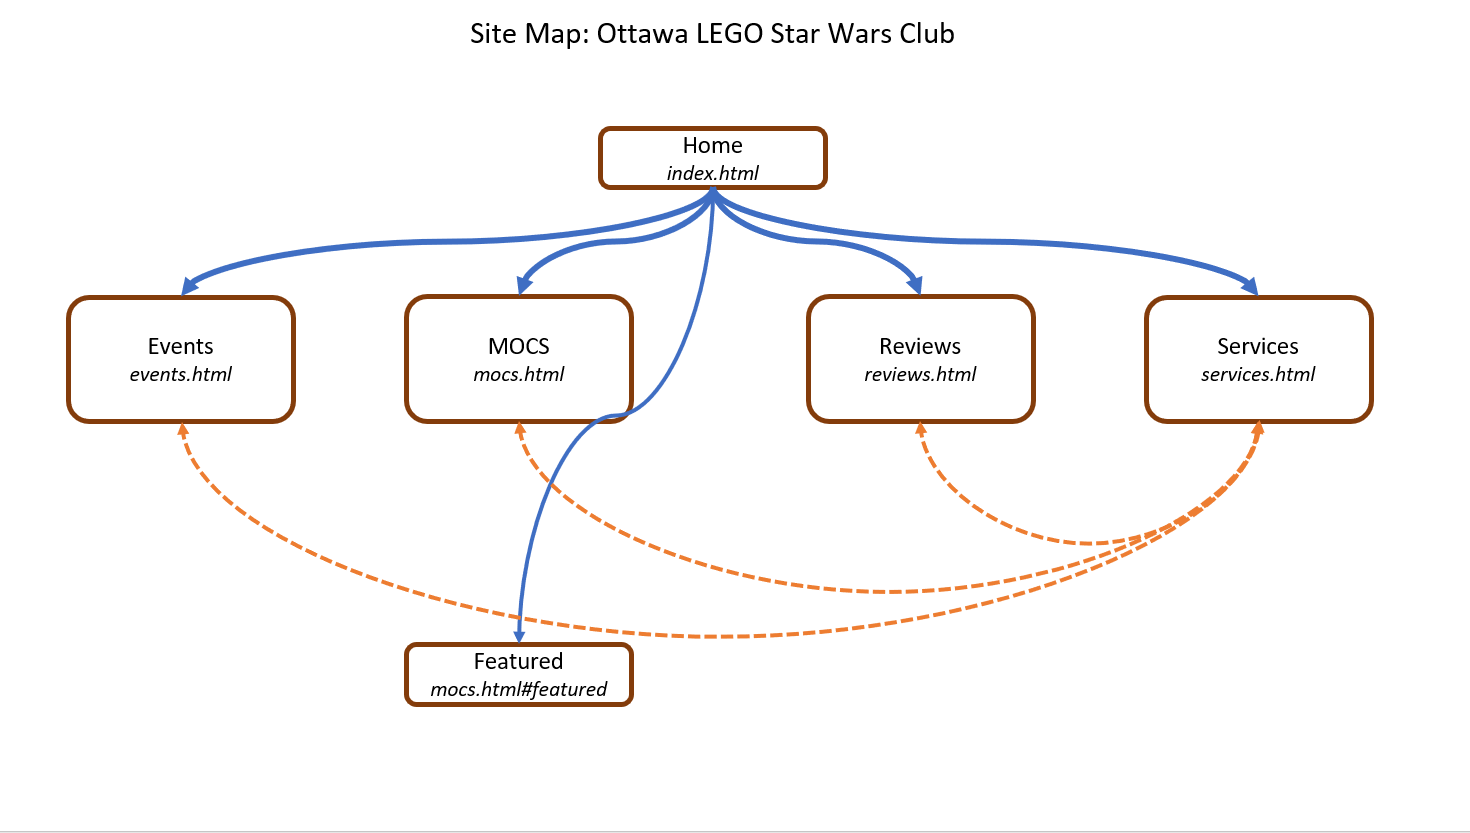 Site Map: Ottawa LEGO Star Wars Club
Home
index.html
Events
events.html
MOCS
mocs.html
Reviews
reviews.html
Services
services.html
Featured
mocs.html#featured